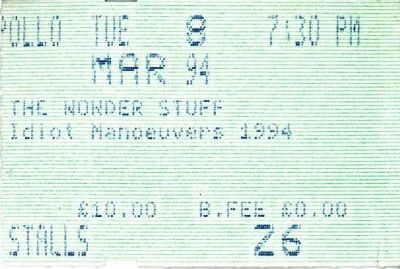 POLLO TUE 8 7:30 PM
MAR 94
THE WONDER STUFF
Idiot Manoeuvers 1994
£10.00 B.FEE £0.00
STALLS 26